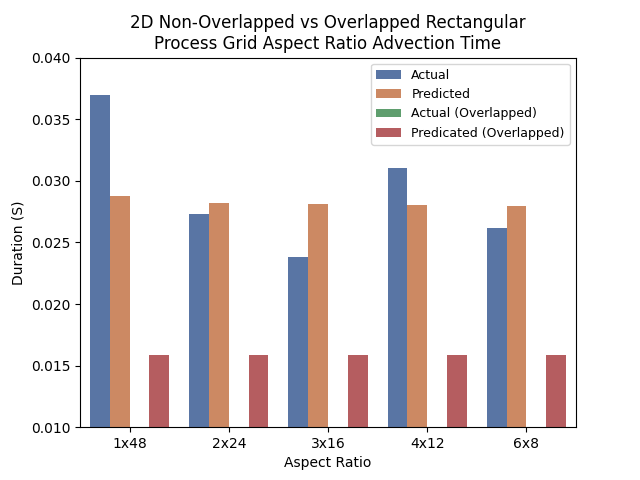 2D Non-Overlapped vs Overlapped Rectangular
Process Grid Aspect Ratio Advection Time
0.040
0.035
0.030
0.025
0.020
0.015
0.010
Duration (S)
Actual
Predicted
Actual (Overlapped)
Predicated (Overlapped)
1x48
2x24
3x16
4x12
6x8
Aspect Ratio